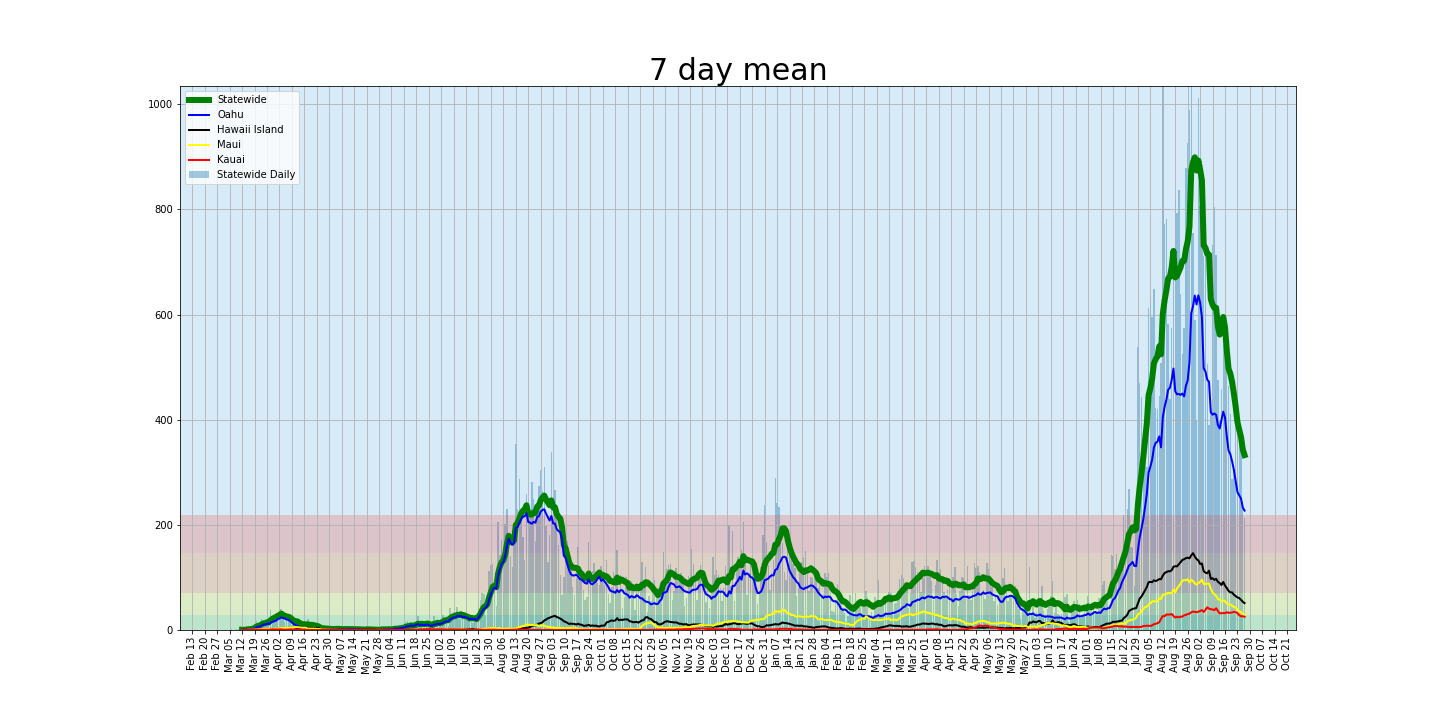 7 day mean
Statewide
Oahu
Hawaii Island
Maui
Kauai
Statewide Daily
1000
800
600
400
200
0
Feb 13
Feb 20
Feb 27
Mar 05
Mar 12
Mar 19
Mar 26
Apr 02
Apr 09
Apr 16
Apr 23
Apr 30
May 07
May 14
May 21
May 28
Jun 04
Jun 11
Jun 18
Jun 25
Jul 02
Jul 09
Jul 16
Jul 23
Jul 30
Aug 06
Aug 13
Aug 20
Aug 27
Sep 03
Sep 10
Sep 17
Sep 24
Oct 01
Oct 08
Oct 15
Oct 22
Oct 29
Nov 05
Nov 12
Nov 19
Nov 26
Dec 03
Dec 10
Dec 17
Dec 24
Dec 31
Jan 07
Jan 14
Jan 21
Jan 28
Feb 04
Feb 11
Feb 18
Feb 25
Mar 04
Mar 11
Mar 18
Mar 25
Apr 01
Apr 08
Apr 15
Apr 22
Apr 29
May 06
May 13
May 20
May 27
Jun 03
Jun 10
Jun 17
Jun 24
Jul 01
Jul 08
Jul 15
Jul 22
Jul 29
Aug 05
Aug 12
Aug 19
Aug 26
Sep 02
Sep 09
Sep 16
Sep 23
Sep 30
Oct 07
Oct 14
Oct 21